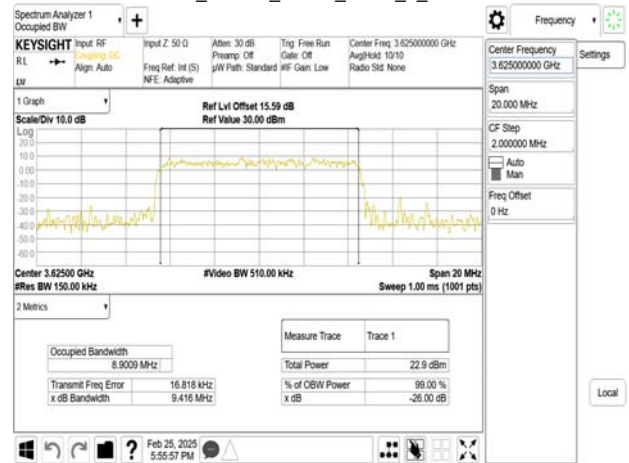 Spectrum Analyzer 1
Occupied BW
Frequency
KEYSIGHT
Input: RF
Input Z: 50 Ω
Atten: 30 dB
Trig: Free Run
Center Freq: 3.625000000 GHz
RL
Coupling: DC
Preamp: Off
Gate: Off
Avg|Hold: 10/10
Align: Auto
Freq Ref: Int (S)
µW Path: Standard
#IF Gain: Low
Radio Std: None
NFE: Adaptive
Center Frequency
3.625000000 GHz
Settings
Span
20.000 MHz
CF Step
2.000000 MHz
Auto
Man
Freq Offset
0 Hz
Local
1 Graph
Ref Lvl Offset 15.59 dB
Scale/Div 10.0 dB
Ref Value 30.00 dBm
Log
20.0
10.0
0.00
-10.0
-20.0
-30.0
-40.0
-50.0
-60.0
Center 3.62500 GHz
#Video BW 510.00 kHz
Span 20 MHz
#Res BW 150.00 kHz
Sweep 1.00 ms (1001 pts)
2 Metrics
Measure Trace
Trace 1
Occupied Bandwidth
8.9009 MHz
Total Power
22.9 dBm
Transmit Freq Error
16.818 kHz
% of OBW Power
99.00 %
x dB Bandwidth
9.416 MHz
x dB
-26.00 dB
?
Feb 25, 2025
5:55:57 PM